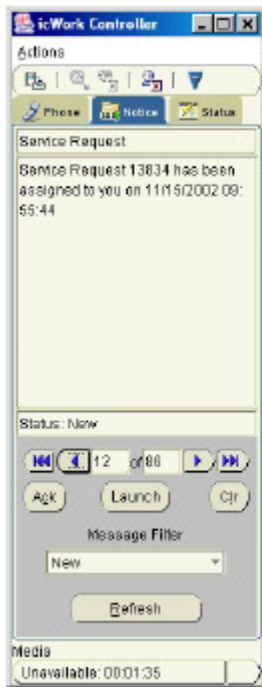 icWork Controller
Actions
Phone Notice Status
Service Request
Service Request 13834 has been
assigned to you on 11/15/2002 09:
55:44
Status: New
12 of 86
Ack Launch Clr
Message Filter
New
Refresh
Media
Unavailable: 00:01:35